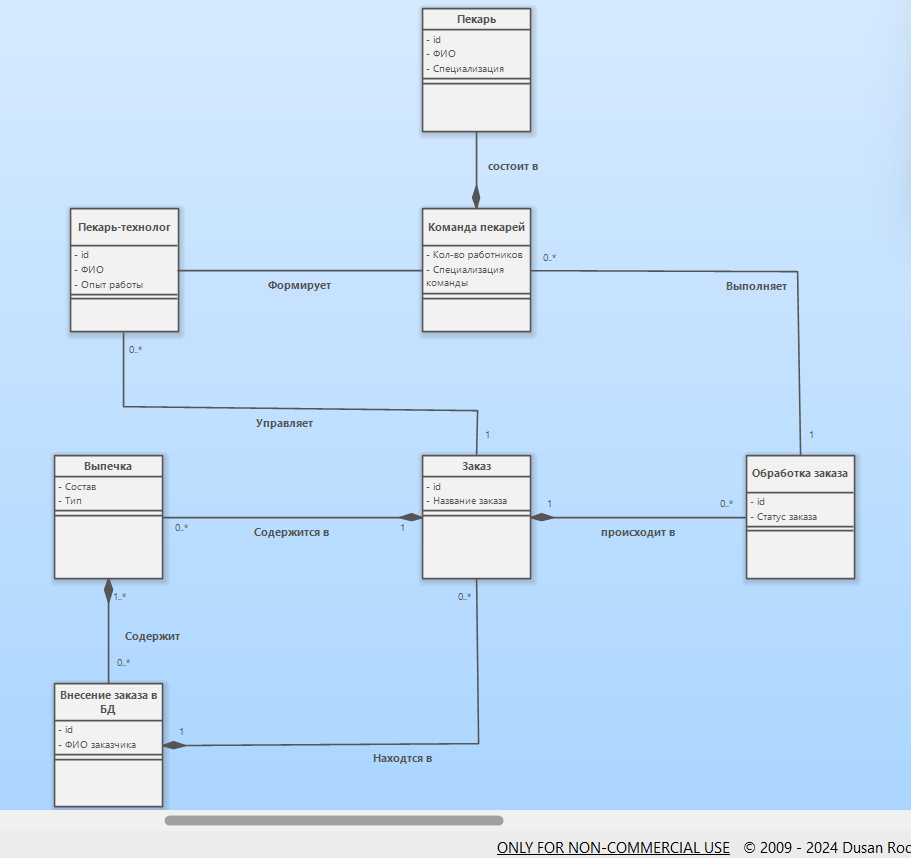 Пекарь
- id
- ФИО
- Специализация
состоит в
Пекарь-технолог
- id
- ФИО
- Опыт работы
Формирует
Команда пекарей
- Кол-во работников
- Специализация
команды
0..*
Выполняет
0..*
Управляет
1
1
Выпечка
- Состав
- Тип
0..*
Содержится в
1
Заказ
- id
- Название заказа
1
происходит в
0..*
Обработка заказа
- id
- Статус заказа
1..*
Содержит
0..*
0..*
Внесение заказа в
БД
- id
- ФИО заказчика
1
Находтся в
ONLY FOR NON-COMMERCIAL USE © 2009 - 2024 Dusan Roc